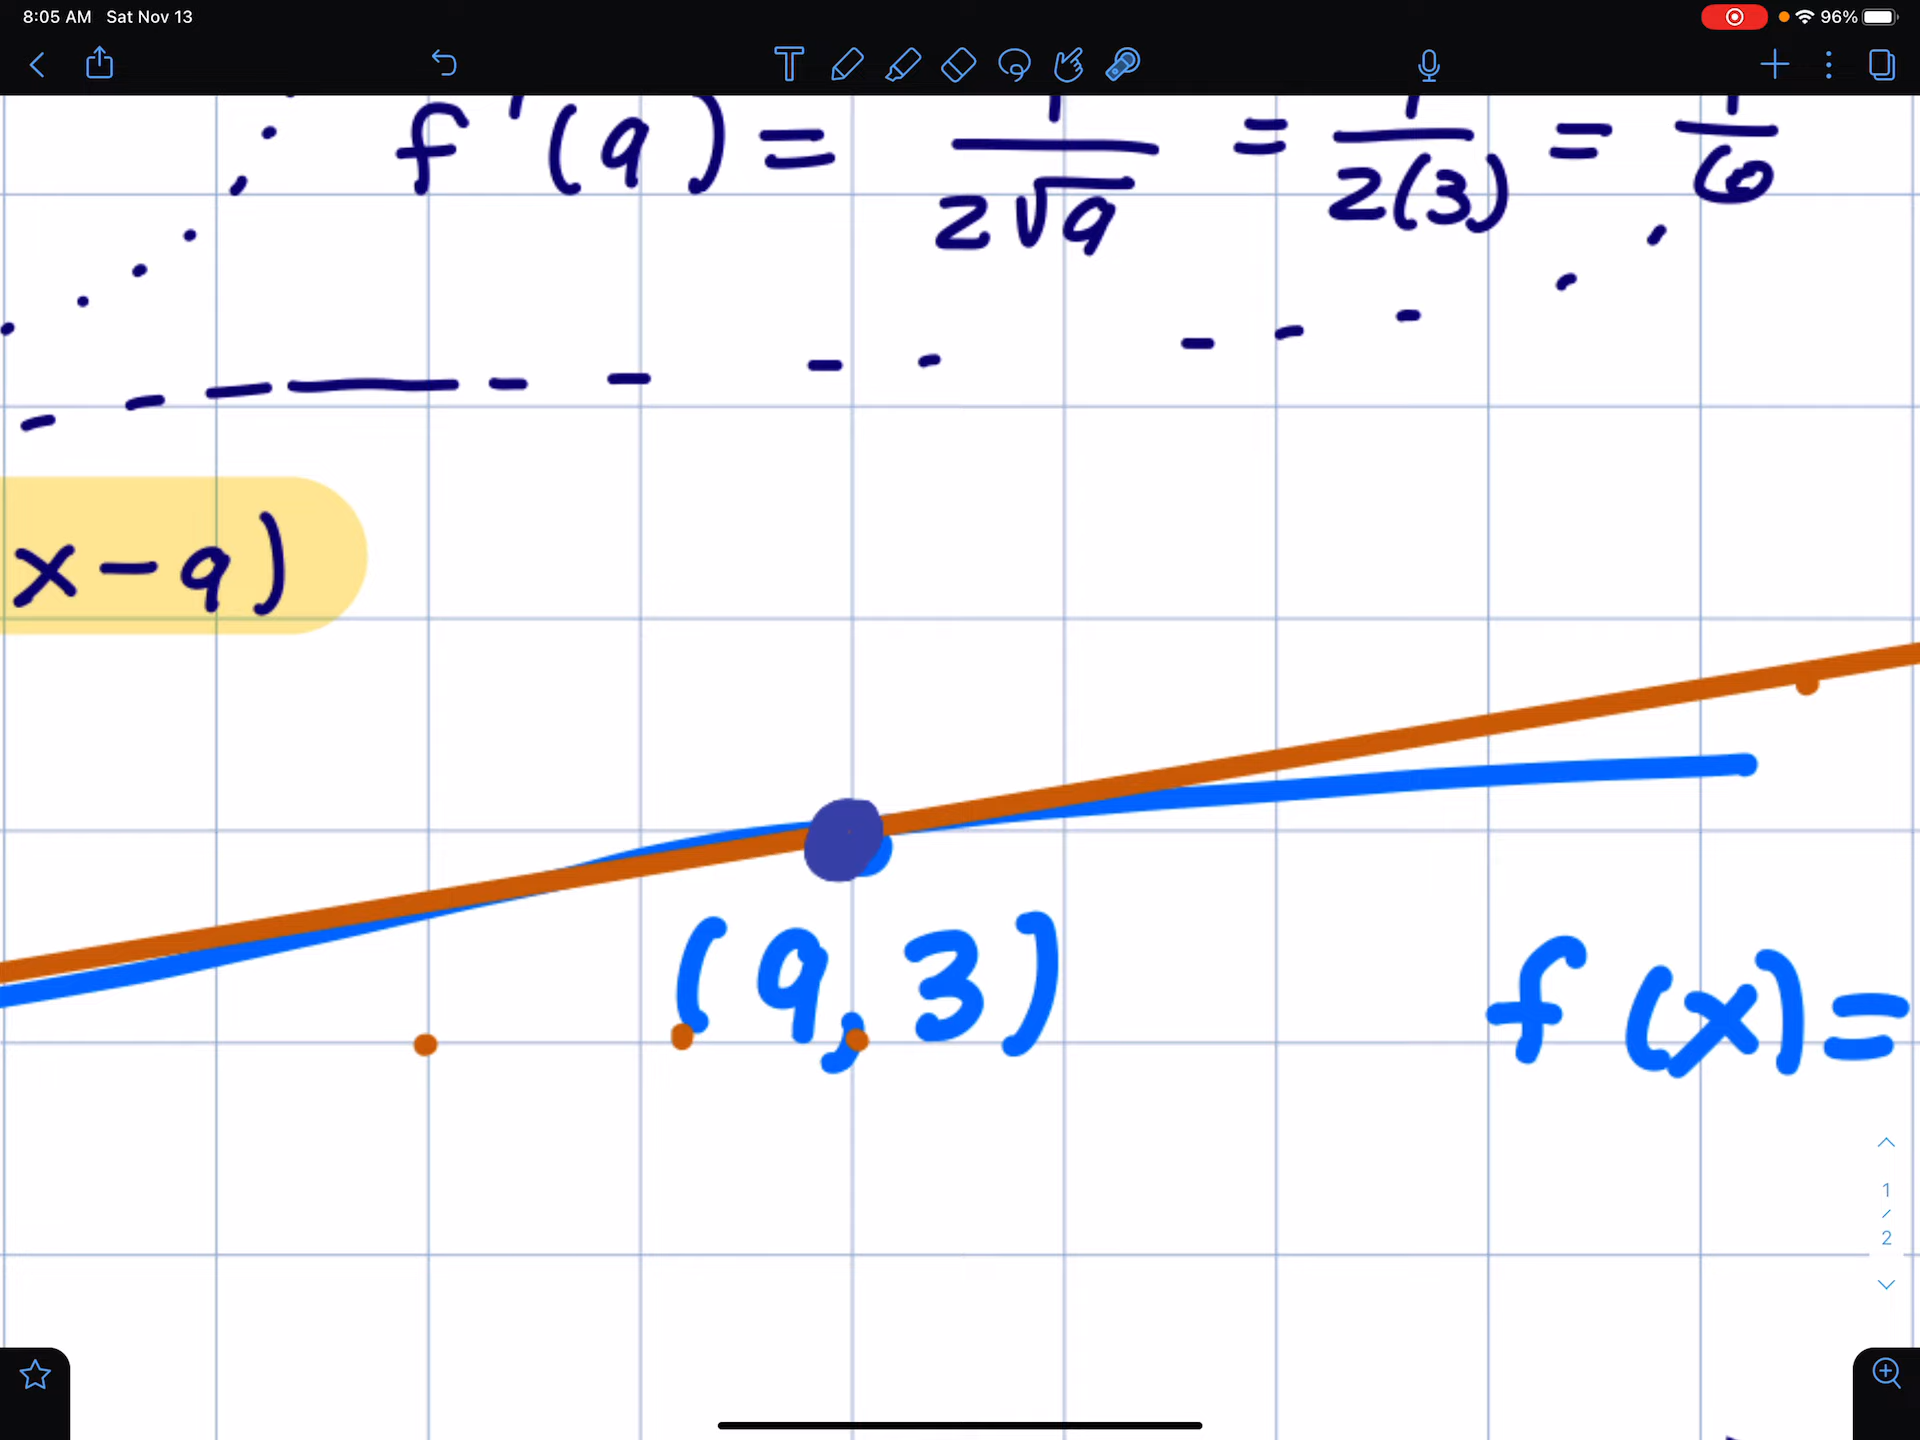 8:05 AM Sat Nov 13 96%
f'(9) = 1/(2√9) = 1/(2(3)) = 1/6
x-9)
(9,3)
f(x)=
1
/
2